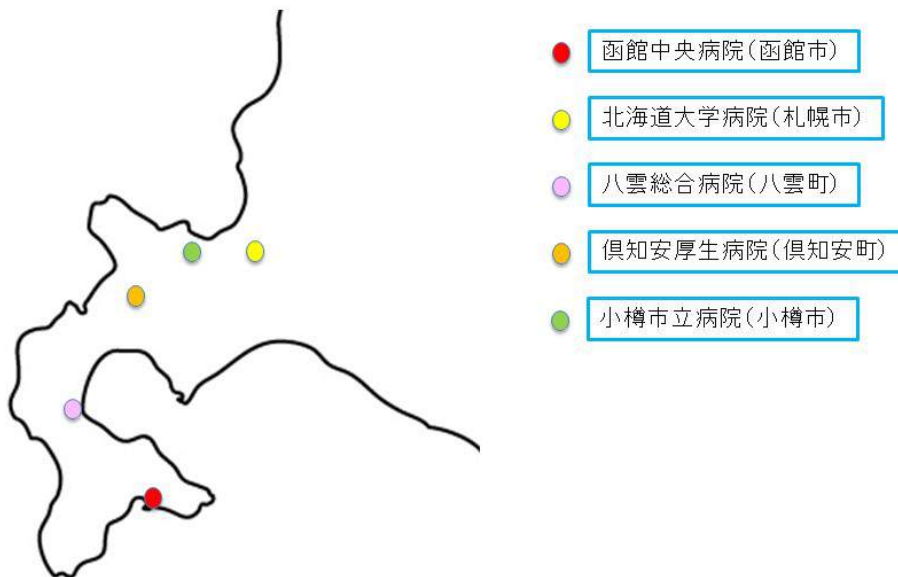 函館中央病院(函館市)
北海道大学病院(札幌市)
八雲総合病院(八雲町)
倶知安厚生病院(倶知安町)
小樽市立病院(小樽市)